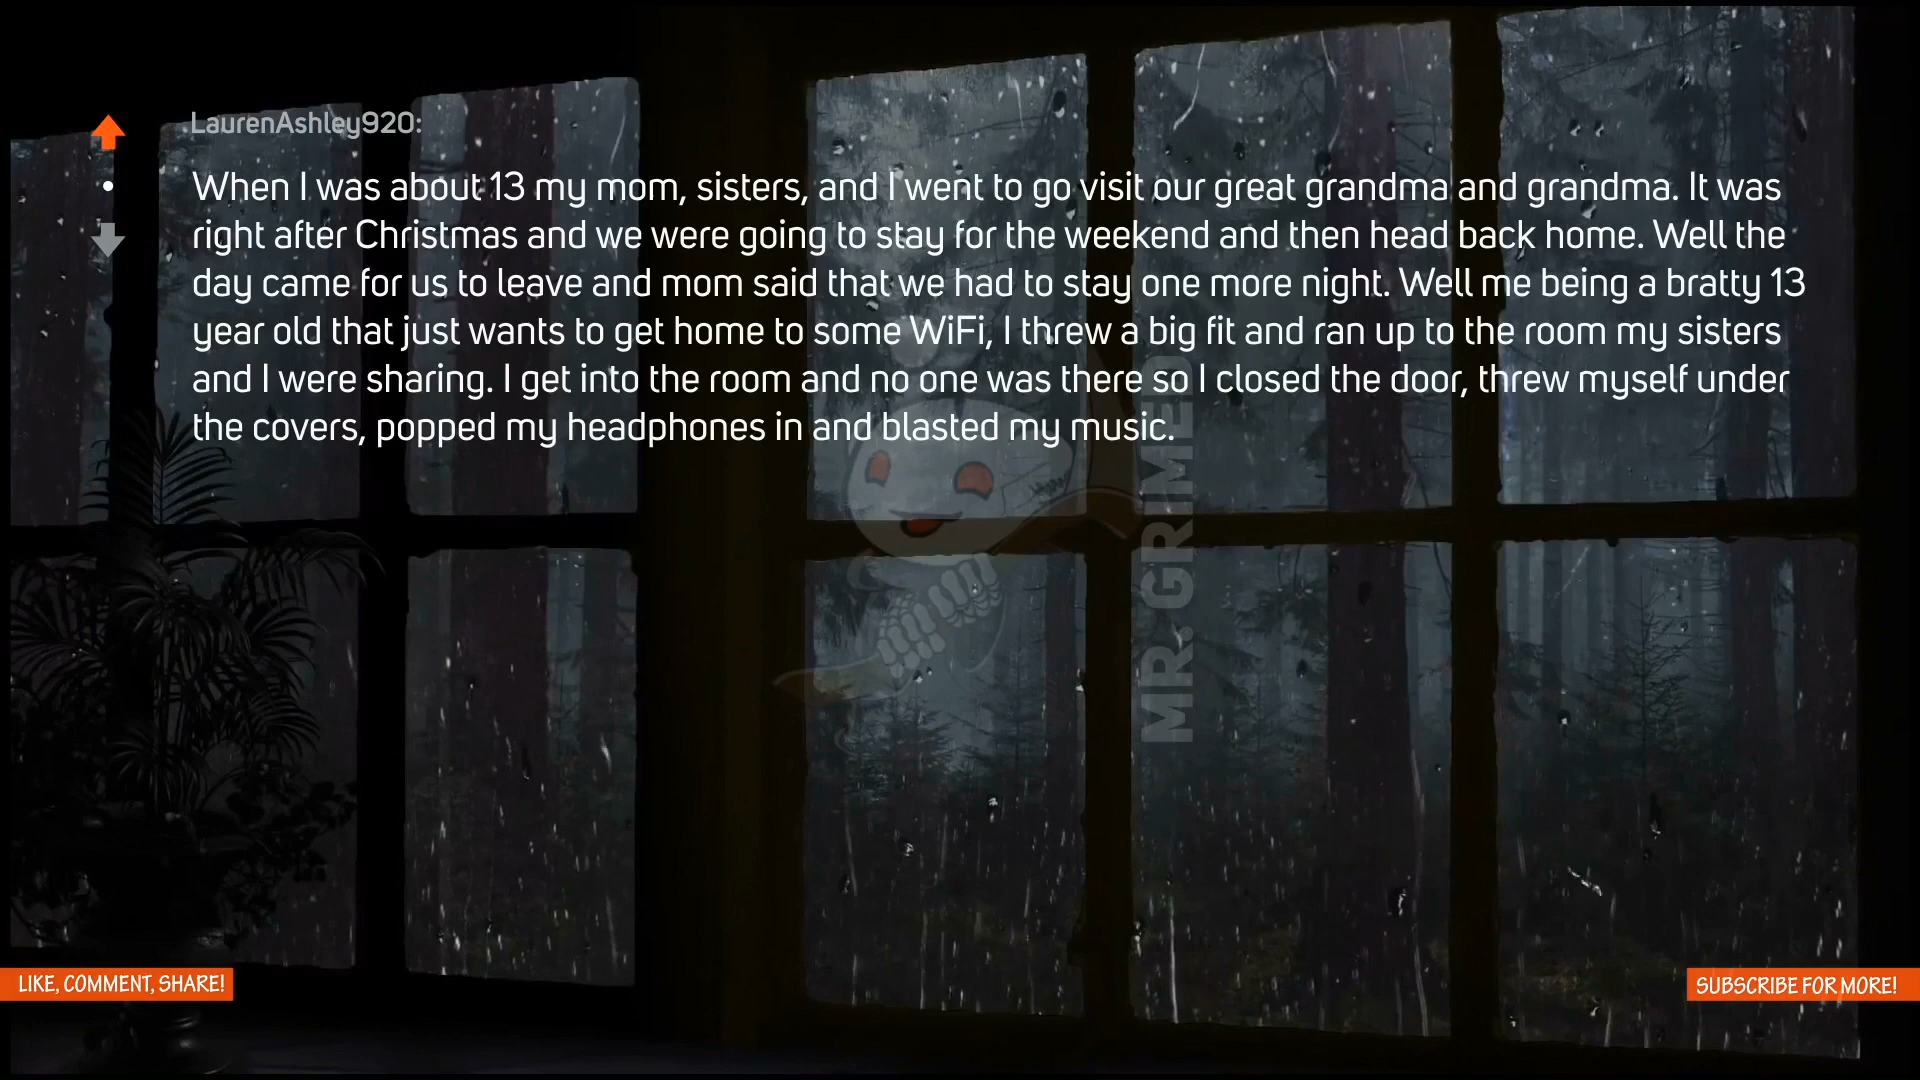 LaurenAshley920:
When I was about 13 my mom, sisters, and I went to go visit our great grandma and grandma. It was
right after Christmas and we were going to stay for the weekend and then head back home. Well the
day came for us to leave and mom said that we had to stay one more night. Well me being a bratty 13
year old that just wants to get home to some WiFi, I threw a big fit and ran up to the room my sisters
and I were sharing. I get into the room and no one was there so I closed the door, threw myself under
the covers, popped my headphones in and blasted my music.
MR. GRIMED
LIKE, COMMENT, SHARE!
SUBSCRIBE FOR MORE!